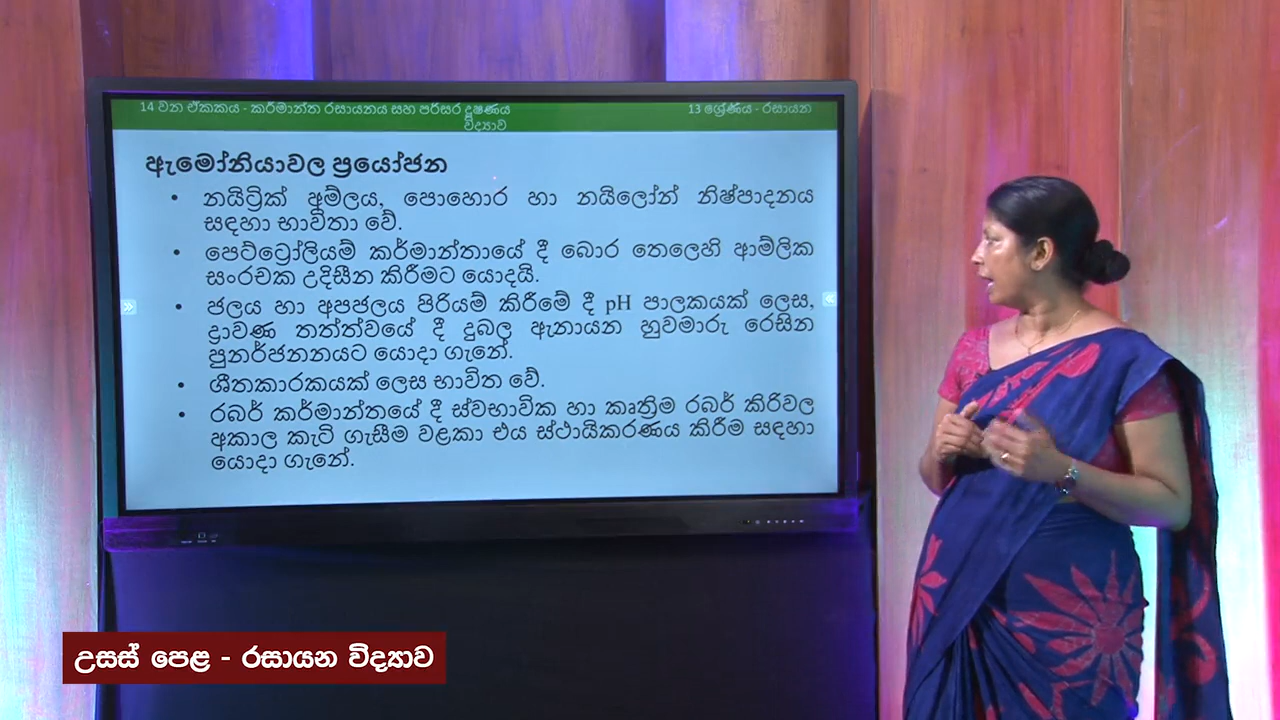 14 වන ඒකකය - කර්මාන්ත රසායනය සහ පරිසර දූෂණය
විද්‍යාව
13 ශ්‍රේණිය - රසායන
ඇමෝනියාවල ප්‍රයෝජන
• නයිට්‍රික් අම්ලය, පොහොර හා නයිලෝන් නිෂ්පාදනය
සඳහා භාවිතා වේ.
• පෙට්ට්‍රෝලියම් කර්මාන්තායේ දී බොර තෙලෙහි ආම්ලික
සංරචක උදිසීන කිරීමට යොදයි.
• ජලය හා අපජලය පිරියම් කිරීමේ දී pH පාලකයක් ලෙස,
ද්‍රාවණ තත්ත්වයේ දී දුබල ඇනායන හුවමාරු රෙසින
පුනර්ජනනයට යොදා ගැනේ.
• ශීතකාරකයක් ලෙස භාවිත වේ.
• රබර් කර්මාන්තයේ දී ස්වභාවික හා කෘත්‍රිම රබර් කිරිවල
අකාල කැටි ගැසීම වළකා එය ස්ථායිකරණය කිරීම සඳහා
යොදා ගැනේ.
උසස් පෙළ - රසායන විද්‍යාව